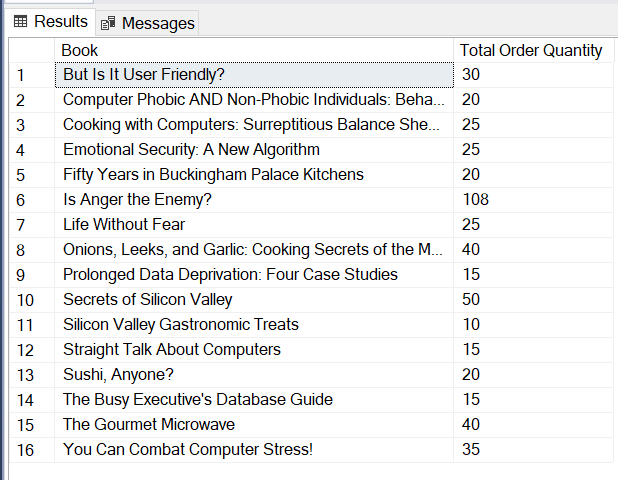 Results Messages
Book Total Order Quantity
1 But Is It User Friendly? 30
2 Computer Phobic AND Non-Phobic Individuals: Beha... 20
3 Cooking with Computers: Surreptitious Balance She... 25
4 Emotional Security: A New Algorithm 25
5 Fifty Years in Buckingham Palace Kitchens 20
6 Is Anger the Enemy? 108
7 Life Without Fear 25
8 Onions, Leeks, and Garlic: Cooking Secrets of the M... 40
9 Prolonged Data Deprivation: Four Case Studies 15
10 Secrets of Silicon Valley 50
11 Silicon Valley Gastronomic Treats 10
12 Straight Talk About Computers 15
13 Sushi, Anyone? 20
14 The Busy Executive's Database Guide 15
15 The Gourmet Microwave 40
16 You Can Combat Computer Stress! 35